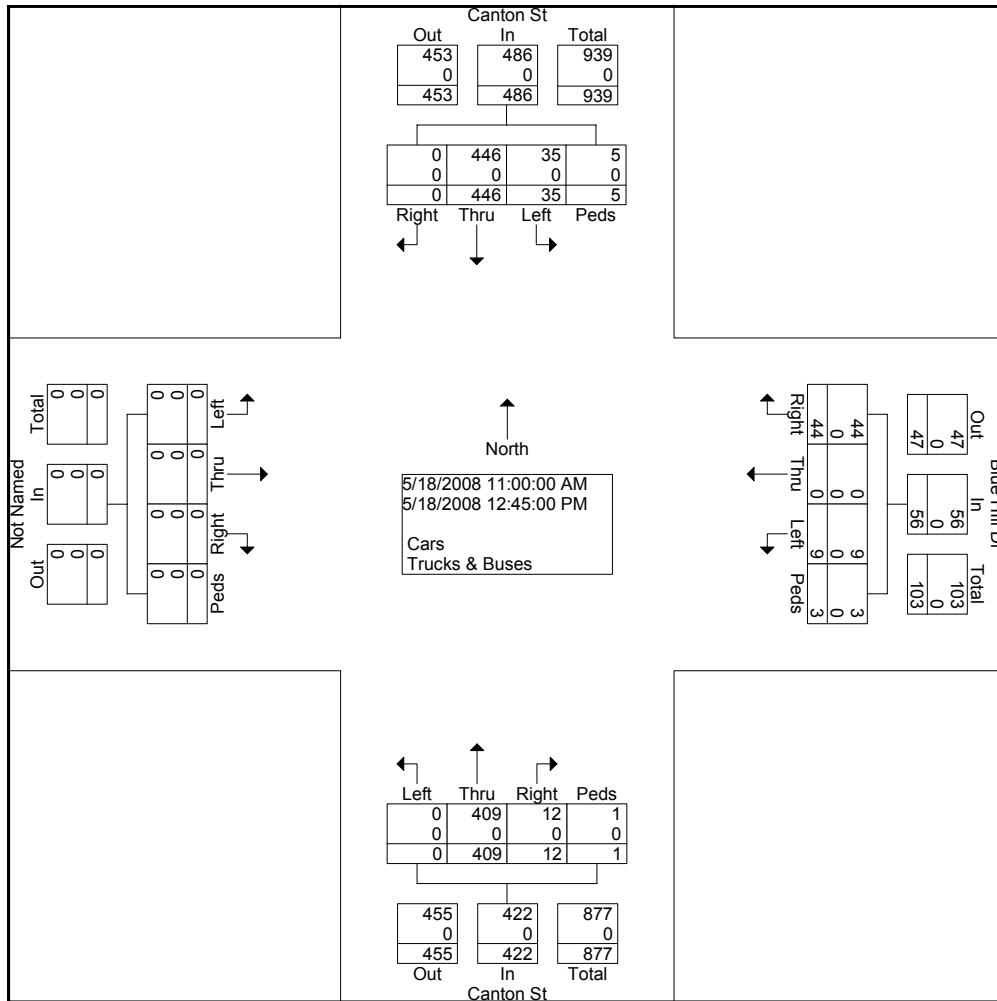 Canton St
Out In Total
453 486 939
0 0 0
453 486 939
0 446 35 5
0 0 0 0
0 446 35 5
Right Thru Left Peds
Not Named
Total In Out
0 0 0
0 0 0
0 0 0
Left Thru Right Peds
0 0 0 0
0 0 0 0
0 0 0 0
North
5/18/2008 11:00:00 AM
5/18/2008 12:45:00 PM
Cars
Trucks & Buses
Blue Hill Dr
Out In Total
47 56 103
0 0 0
47 56 103
44 0 9 3
0 0 0 0
44 0 9 3
Right Thru Left Peds
Left Thru Right Peds
0 409 12 1
0 0 0 0
0 409 12 1
455 422 877
0 0 0
455 422 877
Out In Total
Canton St